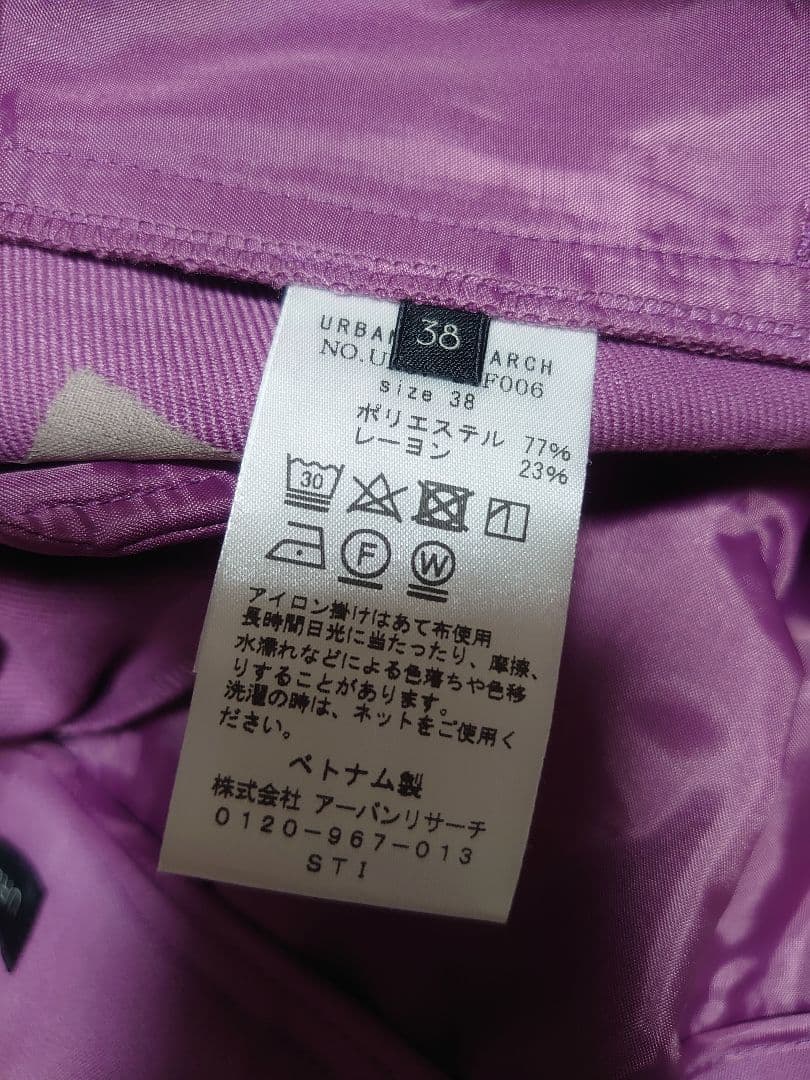 38
URBAN ARCH
NO.U F006
size 38
ポリエステル 77%
レーヨン 23%
30
F
W
アイロン掛けはあて布使用
長時間日光に当たったり、摩擦、
水濡れなどによる色落ちや色移
りすることがあります。
洗濯の時は、ネットをご使用く
ださい。
ベトナム製
株式会社 アーバンリサーチ
0120-967-013
STI